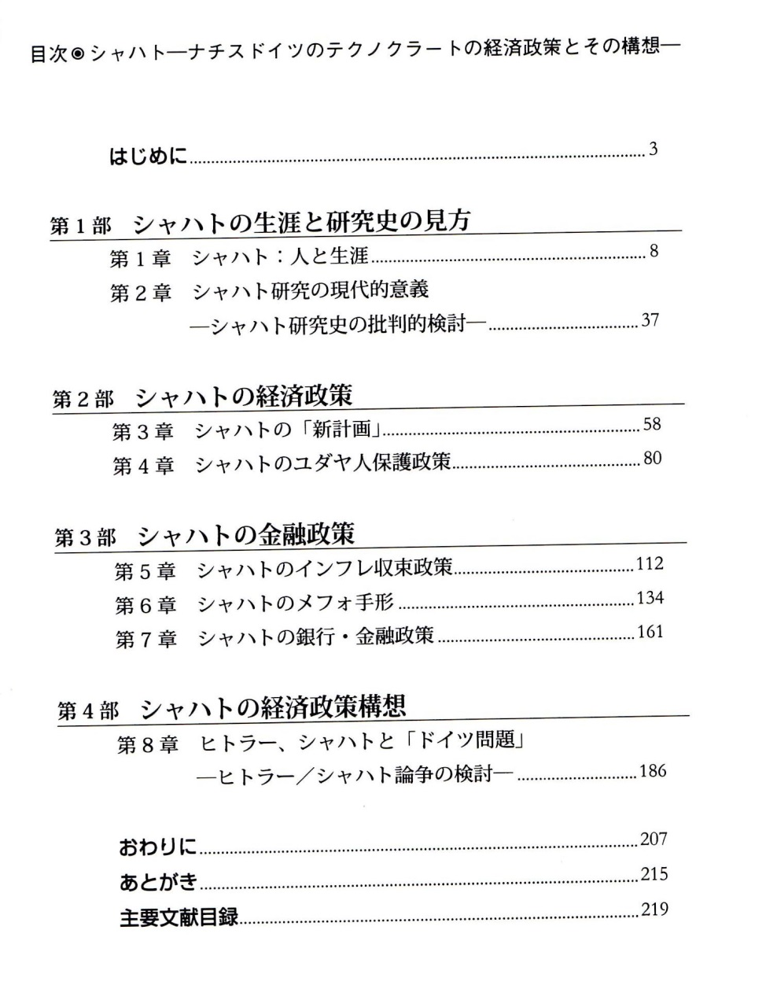 目次◉シャハト―ナチスドイツのテクノクラートの経済政策とその構想―
はじめに 3
第1部 シャハトの生涯と研究史の見方
第1章 シャハト：人と生涯 8
第2章 シャハト研究の現代的意義
―シャハト研究史の批判的検討― 37
第2部 シャハトの経済政策
第3章 シャハトの「新計画」 58
第4章 シャハトのユダヤ人保護政策 80
第3部 シャハトの金融政策
第5章 シャハトのインフレ収束政策 112
第6章 シャハトのメフォ手形 134
第7章 シャハトの銀行・金融政策 161
第4部 シャハトの経済政策構想
第8章 ヒトラー、シャハトと「ドイツ問題」
―ヒトラー／シャハト論争の検討― 186
おわりに 207
あとがき 215
主要文献目録 219